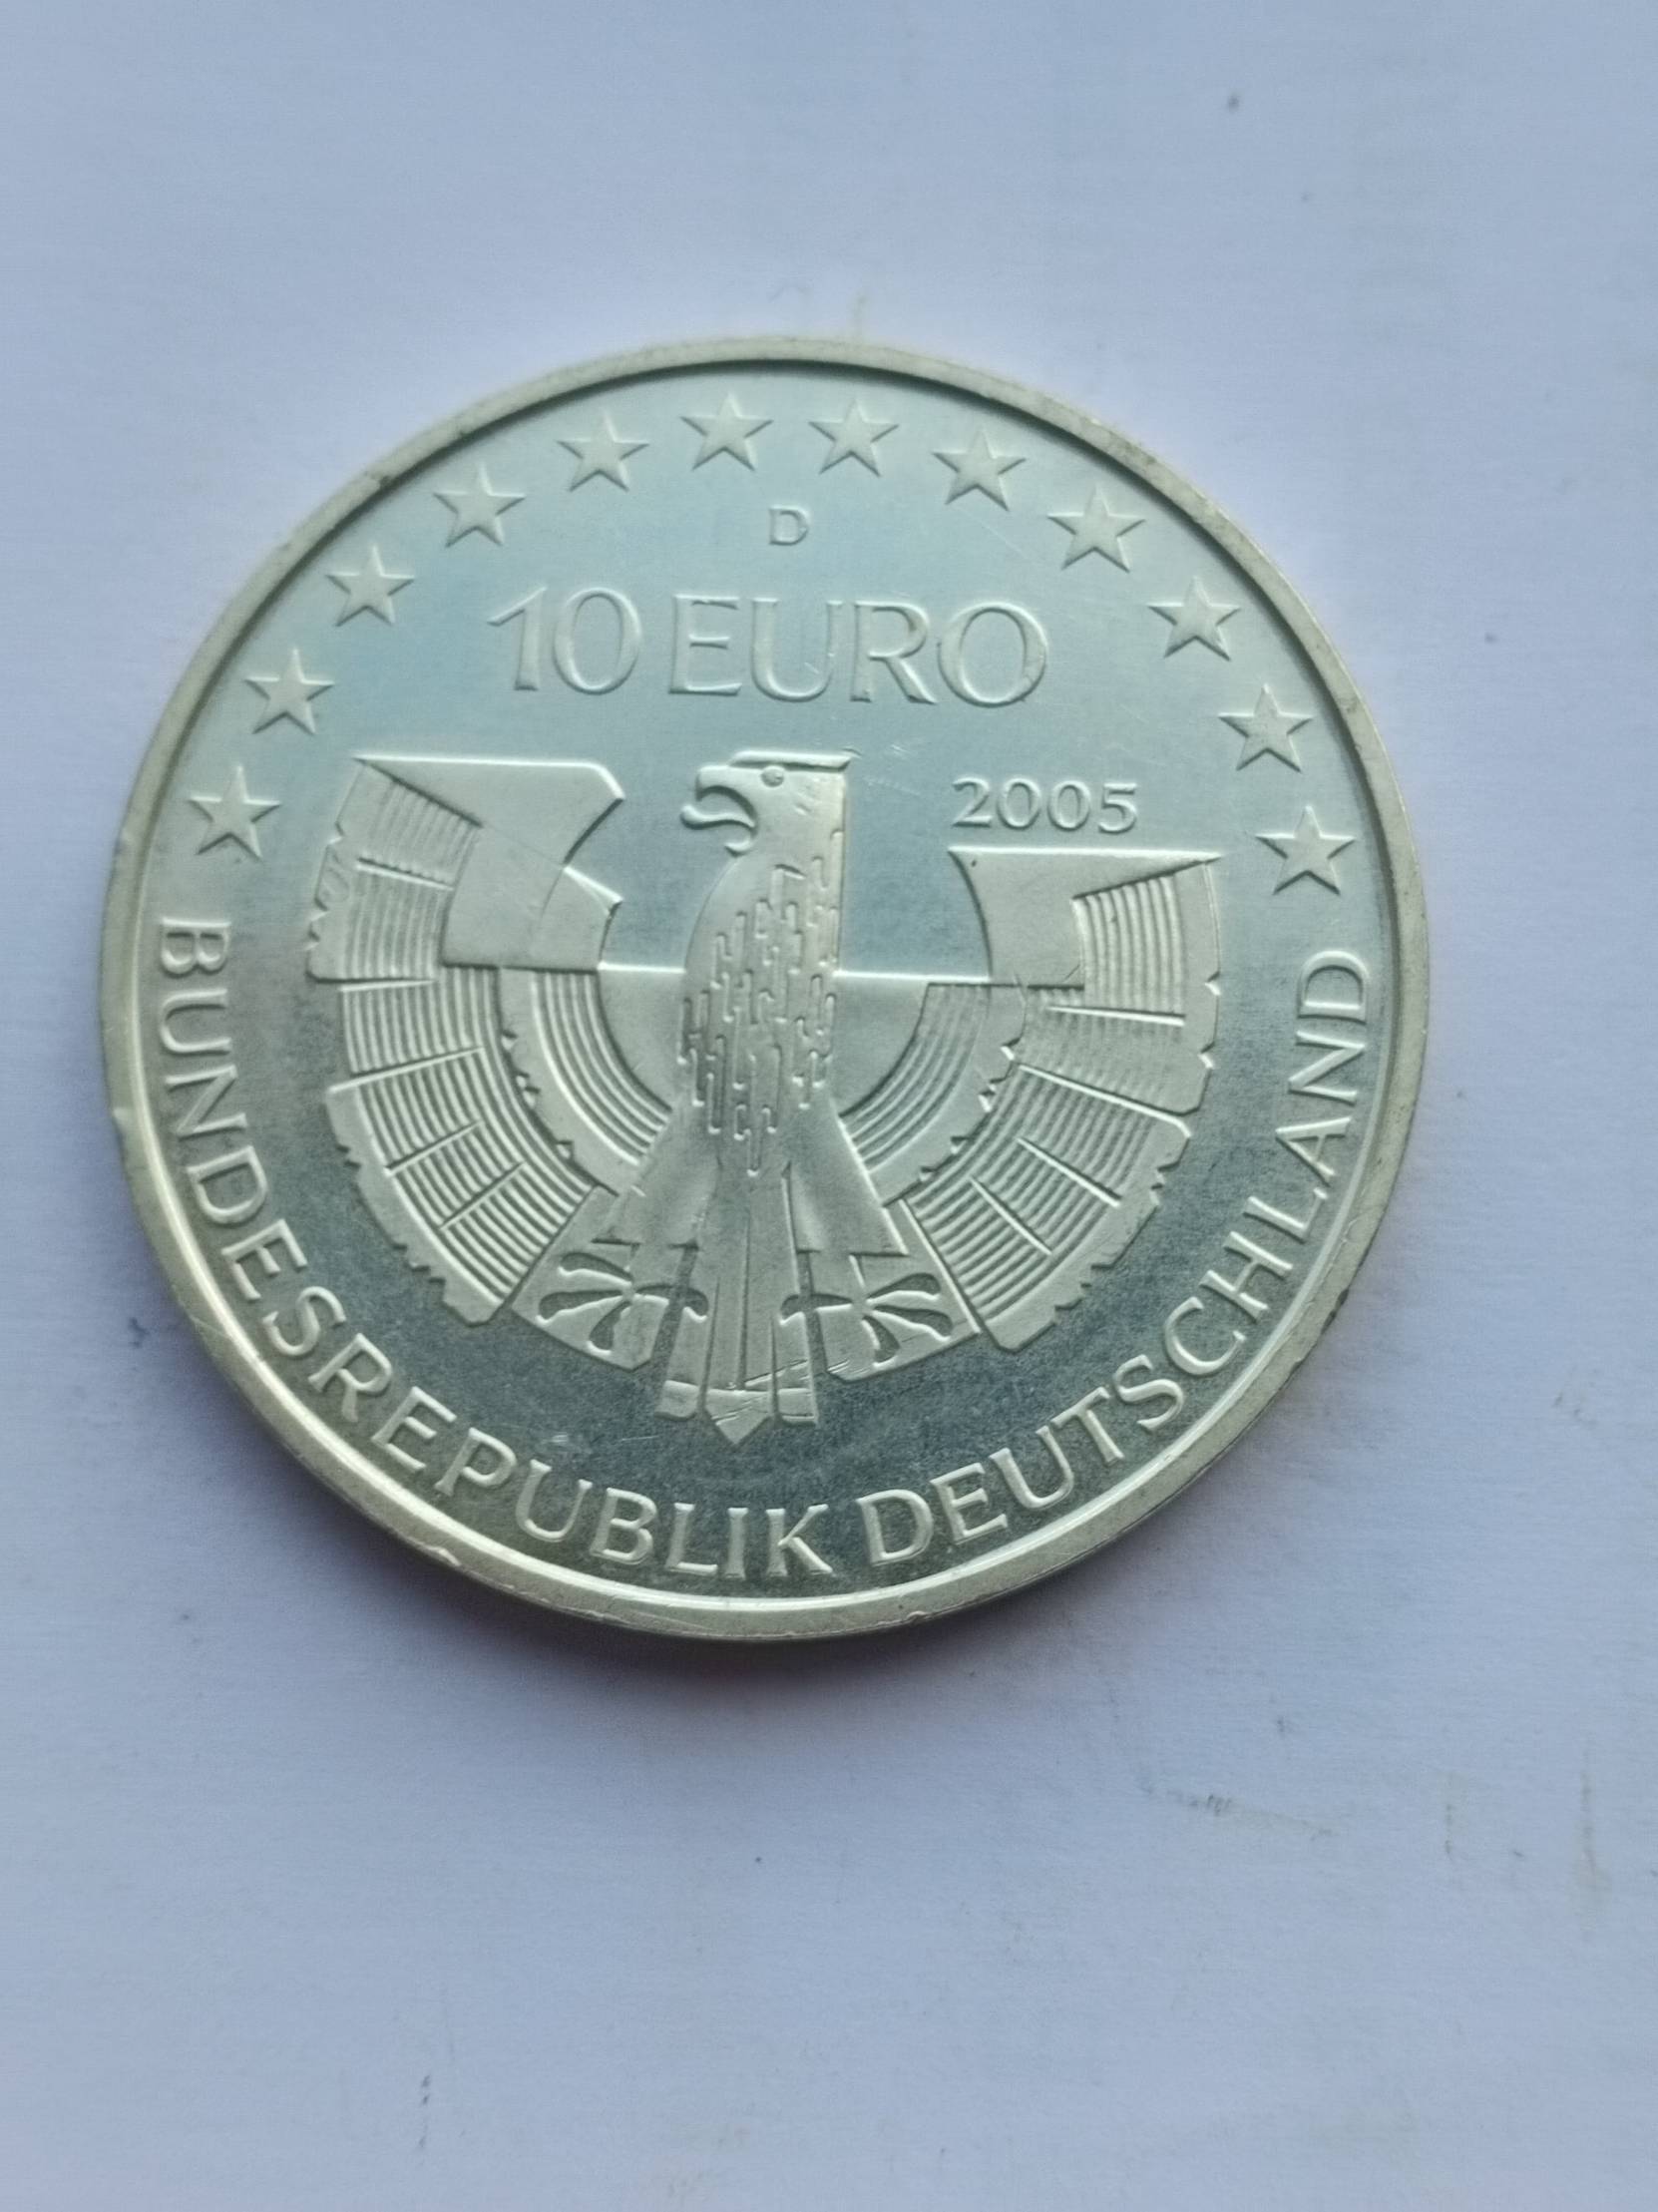 D
10 EURO
2005
BUNDESREPUBLIK DEUTSCHLAND